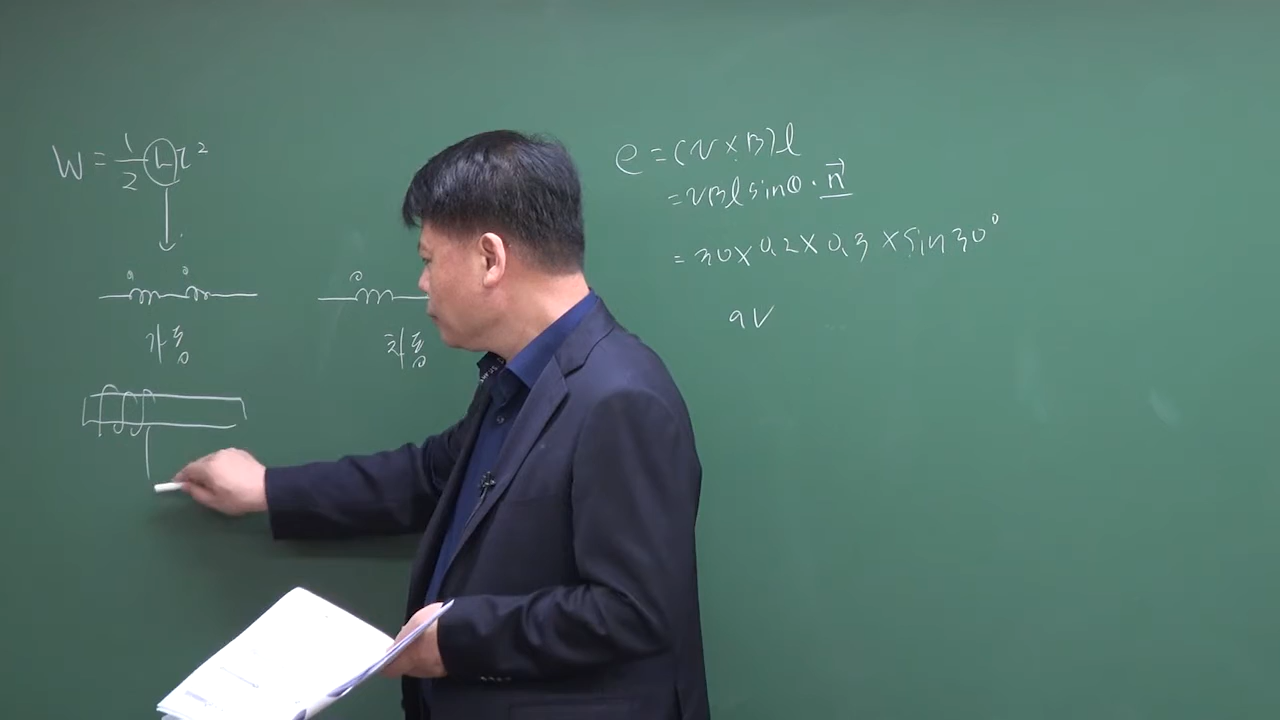 W = 1/2 L i²
가동
차동
e = (v × B) l
= v B l sin θ · n⃗
= 30 × 0.2 × 0.3 × sin 30°
9V